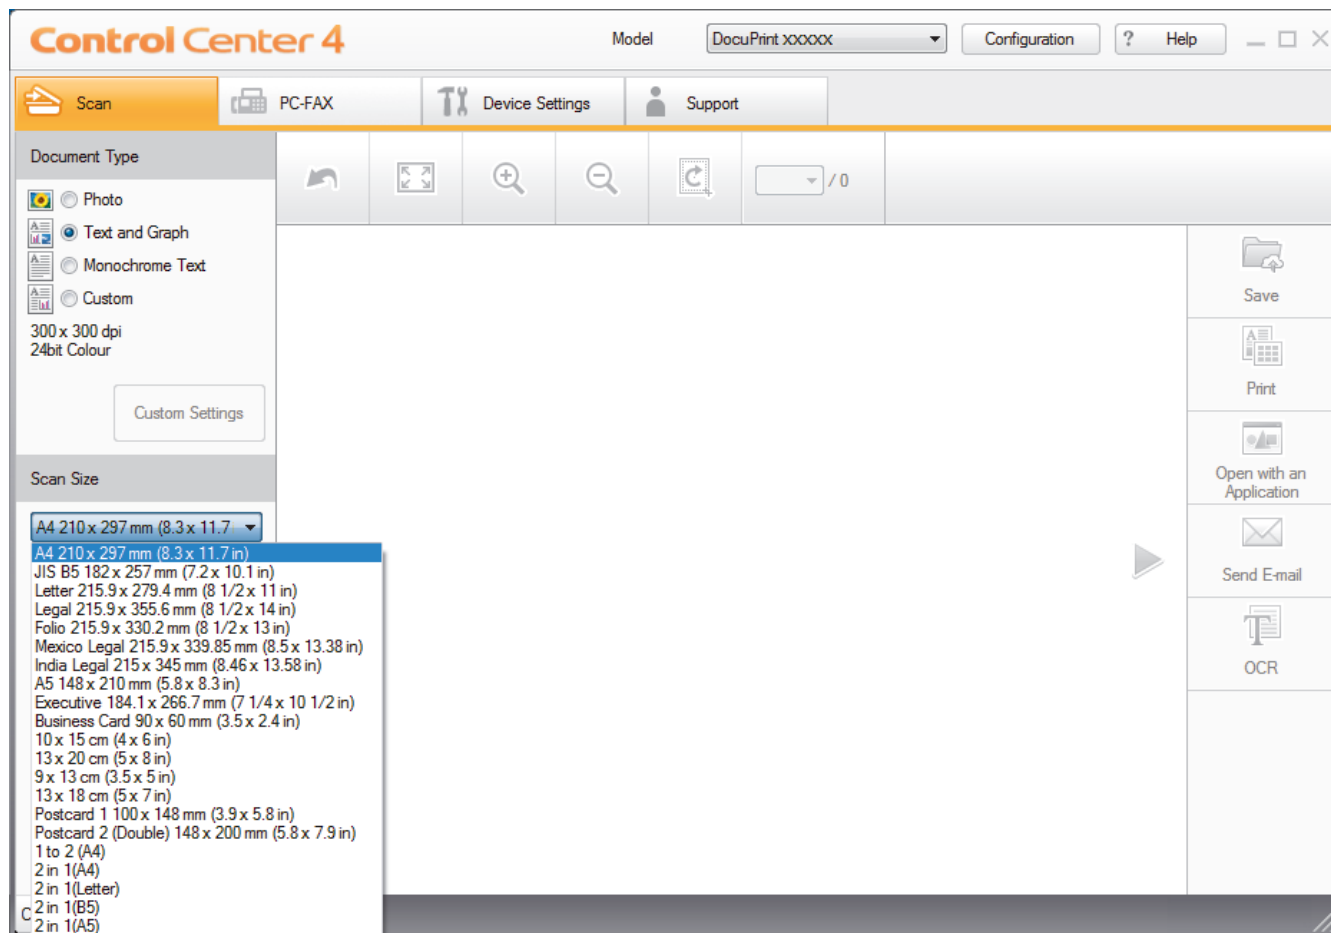 Control Center 4
Model
DocuPrint XXXXX
Configuration
? Help
Scan
PC-FAX
Device Settings
Support
Document Type
Photo
Text and Graph
Monochrome Text
Custom
300 x 300 dpi
24bit Colour
Custom Settings
/ 0
Scan Size
A4 210 x 297 mm (8.3 x 11.7
A4 210 x 297 mm (8.3 x 11.7 in)
JIS B5 182 x 257 mm (7.2 x 10.1 in)
Letter 215.9 x 279.4 mm (8 1/2 x 11 in)
Legal 215.9 x 355.6 mm (8 1/2 x 14 in)
Folio 215.9 x 330.2 mm (8 1/2 x 13 in)
Mexico Legal 215.9 x 339.85 mm (8.5 x 13.38 in)
India Legal 215 x 345 mm (8.46 x 13.58 in)
A5 148 x 210 mm (5.8 x 8.3 in)
Executive 184.1 x 266.7 mm (7 1/4 x 10 1/2 in)
Business Card 90 x 60 mm (3.5 x 2.4 in)
10 x 15 cm (4 x 6 in)
13 x 20 cm (5 x 8 in)
9 x 13 cm (3.5 x 5 in)
13 x 18 cm (5 x 7 in)
Postcard 1 100 x 148 mm (3.9 x 5.8 in)
Postcard 2 (Double) 148 x 200 mm (5.8 x 7.9 in)
1 to 2 (A4)
2 in 1(A4)
2 in 1(Letter)
2 in 1(B5)
2 in 1(A5)
Save
Print
Open with an
Application
Send E-mail
OCR